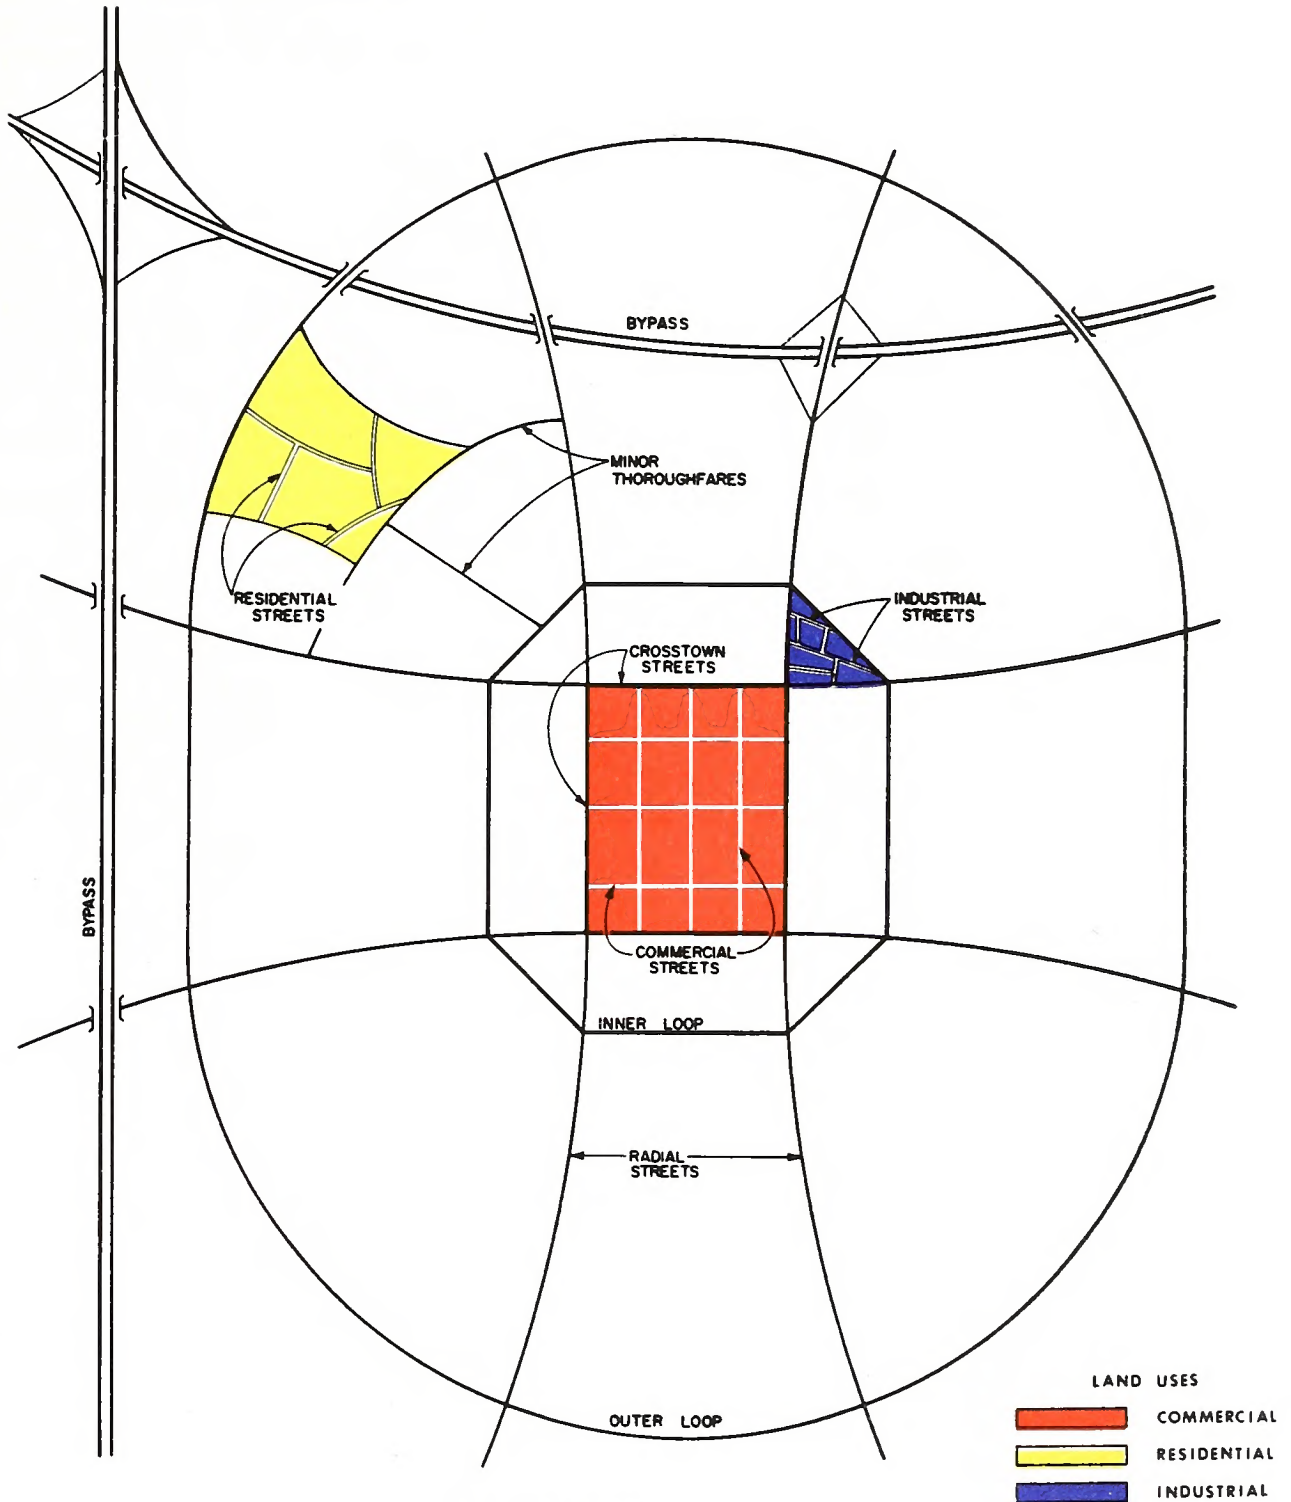 BYPASS
MINOR
THOROUGHFARES
RESIDENTIAL
STREETS
INDUSTRIAL
STREETS
CROSSTOWN
STREETS
BYPASS
COMMERCIAL
STREETS
INNER LOOP
RADIAL
STREETS
OUTER LOOP
LAND USES
COMMERCIAL
RESIDENTIAL
INDUSTRIAL